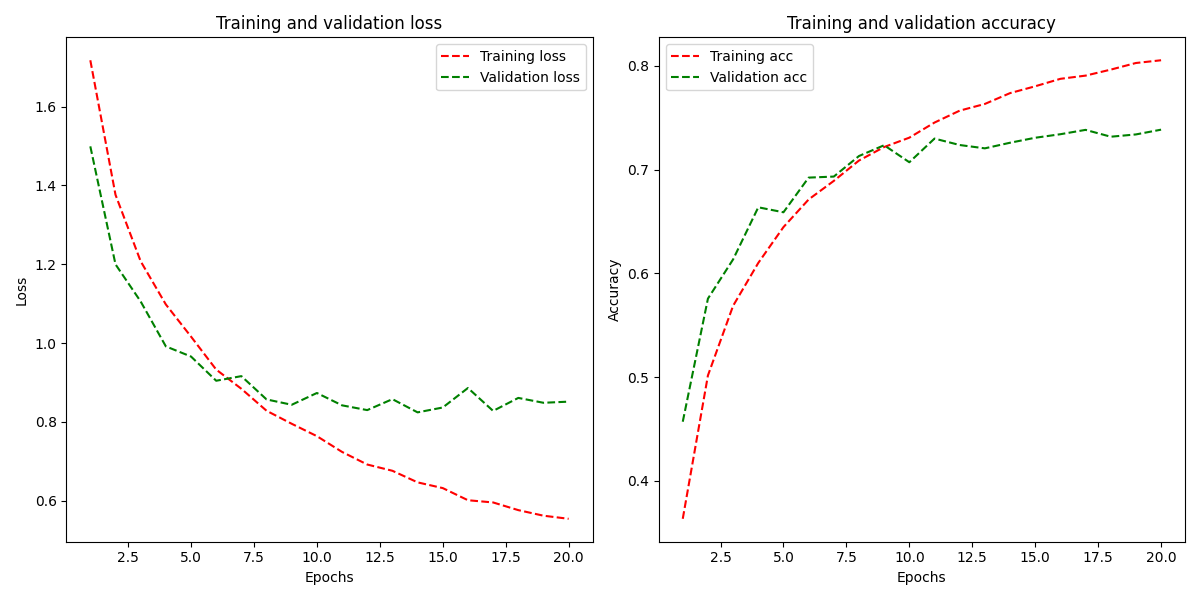 Training and validation loss
Training loss
Validation loss
1.6
1.4
1.2
1.0
0.8
0.6
Loss
2.5 5.0 7.5 10.0 12.5 15.0 17.5 20.0
Epochs
Training and validation accuracy
Training acc
Validation acc
0.8
0.7
0.6
0.5
0.4
Accuracy
2.5 5.0 7.5 10.0 12.5 15.0 17.5 20.0
Epochs